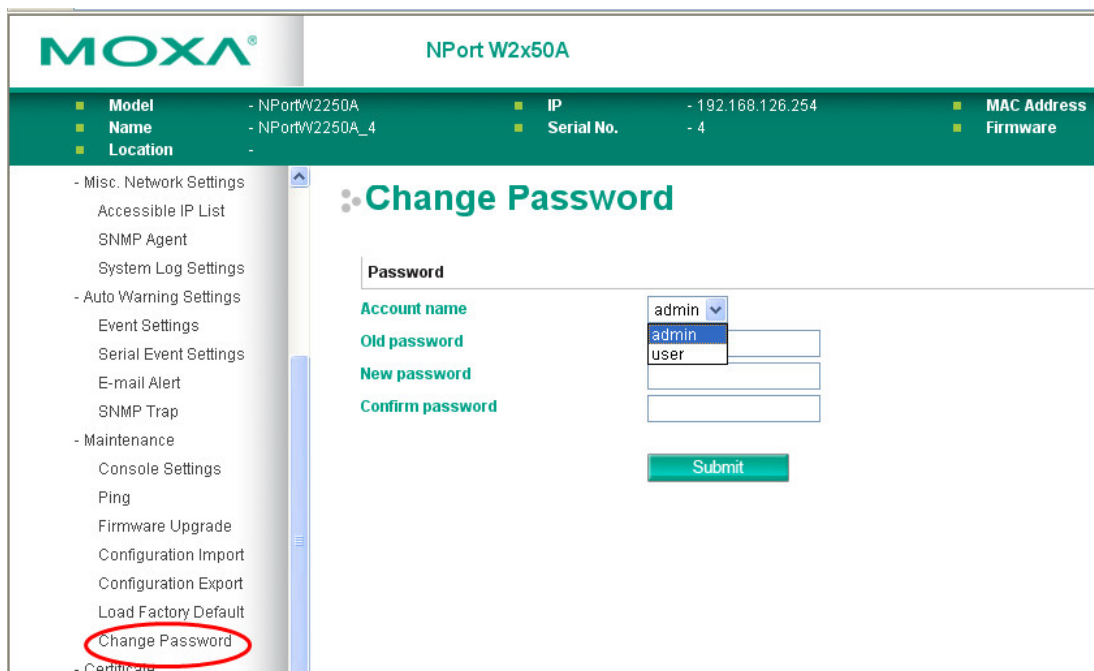 MOXA®
NPort W2x50A
Model - NPortW2250A IP - 192.168.126.254 MAC Address
Name - NPortW2250A_4 Serial No. - 4 Firmware
Location -
- Misc. Network Settings
Accessible IP List
SNMP Agent
System Log Settings
- Auto Warning Settings
Event Settings
Serial Event Settings
E-mail Alert
SNMP Trap
- Maintenance
Console Settings
Ping
Firmware Upgrade
Configuration Import
Configuration Export
Load Factory Default
Change Password
- Certificate
Change Password
Password
Account name admin
admin
user
Old password
New password
Confirm password
Submit